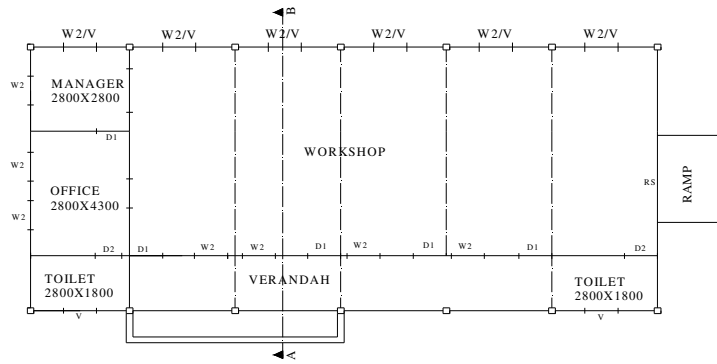 B
W2/V W2/V W2/V W2/V W2/V W2/V
MANAGER
2800X2800
W2
D1
WORKSHOP
W2
OFFICE
2800X4300
W2
RS
RAMP
D2 D1 W2 W2 D1 W2 D1 W2 D2
TOILET
2800X1800
VERANDAH
TOILET
2800X1800
V
V
A